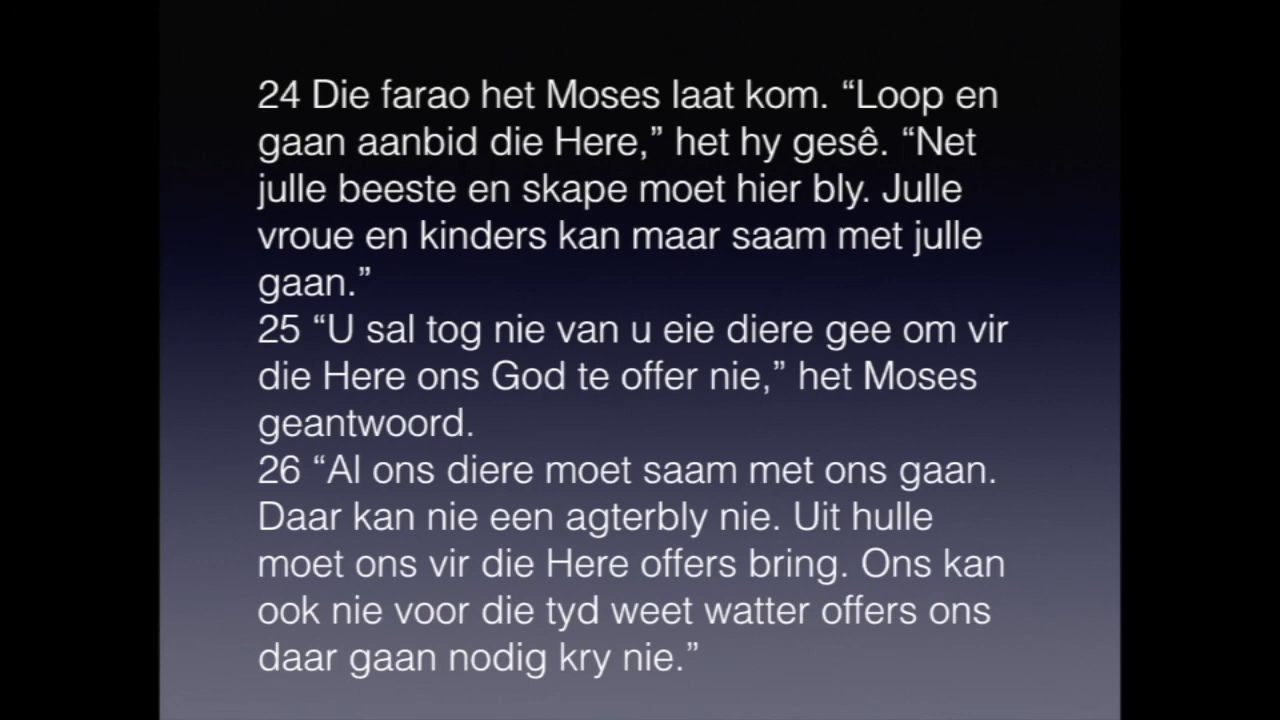 24 Die farao het Moses laat kom. “Loop en
gaan aanbid die Here,” het hy gesê. “Net
julle beeste en skape moet hier bly. Julle
vroue en kinders kan maar saam met julle
gaan.”
25 “U sal tog nie van u eie diere gee om vir
die Here ons God te offer nie,” het Moses
geantwoord.
26 “Al ons diere moet saam met ons gaan.
Daar kan nie een agterbly nie. Uit hulle
moet ons vir die Here offers bring. Ons kan
ook nie voor die tyd weet watter offers ons
daar gaan nodig kry nie.”